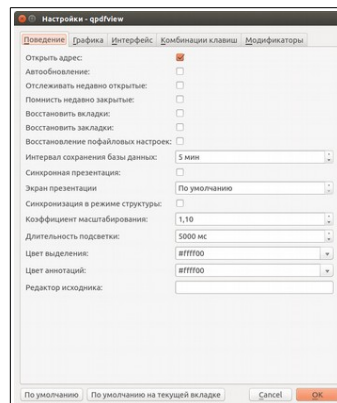 Настройки - qpdfview
Поведение Графика Интерфейс Комбинации клавиш Модификаторы
Открыть адрес:
Автообновление:
Отслеживать недавно открытые:
Помнисть недавно закрытые:
Восстановить вкладки:
Восстановить закладки:
Восстановление пофайловых настроек:
Интервал сохранения базы данных: 5 мин
Синхронная презентация:
Экран презентации По умолчанию
Синхронизация в режиме структуры:
Коэффициент масштабирования: 1,10
Длительность подсветки: 5000 мс
Цвет выделения: #ffff00
Цвет аннотаций: #ffff00
Редактор исходника:
По умолчанию По умолчанию на текущей вкладке Cancel OK